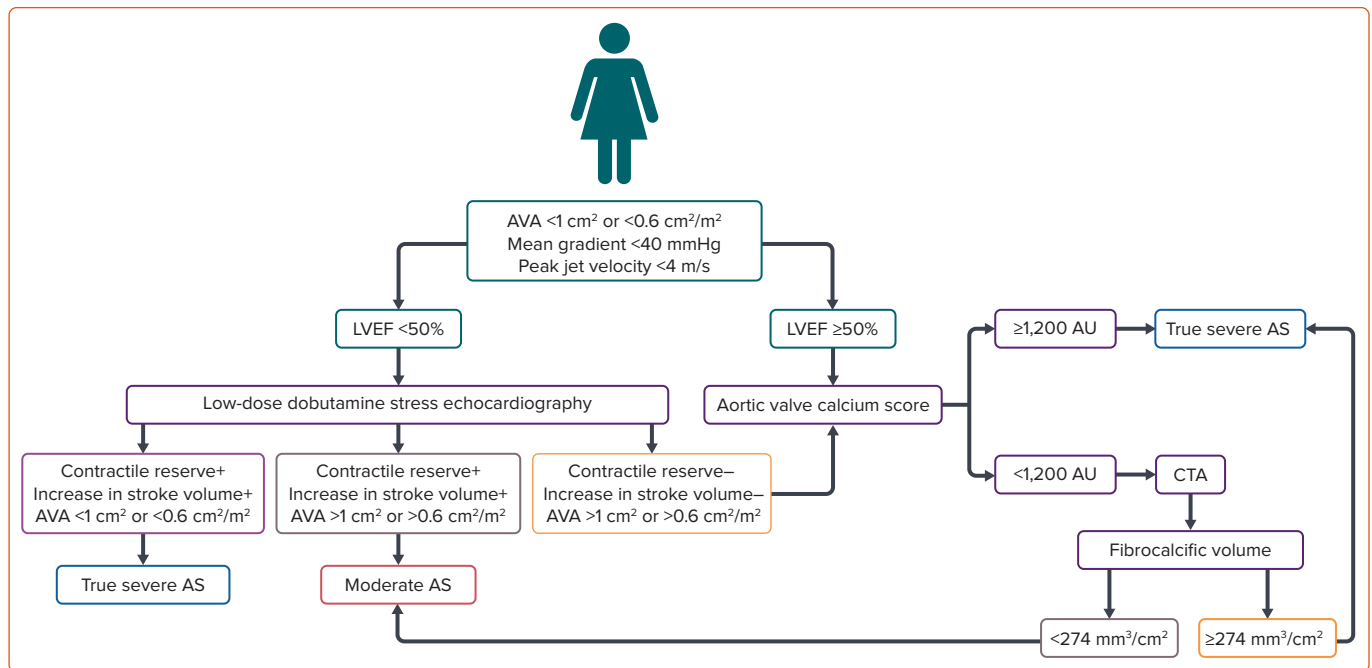 AVA <1 cm² or <0.6 cm²/m²
Mean gradient <40 mmHg
Peak jet velocity <4 m/s
LVEF <50%
LVEF ≥50%
≥1,200 AU
True severe AS
Low-dose dobutamine stress echocardiography
Aortic valve calcium score
Contractile reserve+
Increase in stroke volume+
AVA <1 cm² or <0.6 cm²/m²
Contractile reserve+
Increase in stroke volume+
AVA >1 cm² or >0.6 cm²/m²
Contractile reserve–
Increase in stroke volume–
AVA >1 cm² or >0.6 cm²/m²
<1,200 AU
CTA
Fibrocalcific volume
True severe AS
Moderate AS
<274 mm³/cm²
≥274 mm³/cm²